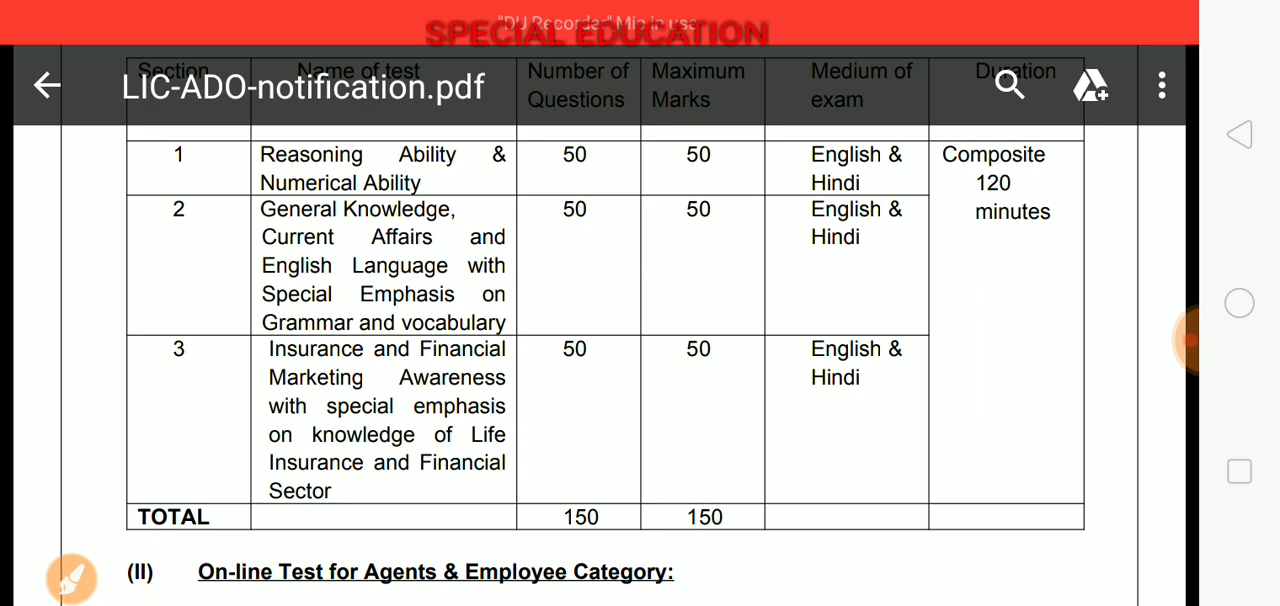 "DU Recorder" Mic in use
SPECIAL EDUCATION
LIC-ADO-notification.pdf
Section Name of test Number of Questions Maximum Marks Medium of exam Duration
1 Reasoning Ability & 50 50 English & Composite
Numerical Ability Hindi 120
2 General Knowledge, 50 50 English & minutes
Current Affairs and Hindi
English Language with
Special Emphasis on
Grammar and vocabulary
3 Insurance and Financial 50 50 English &
Marketing Awareness Hindi
with special emphasis
on knowledge of Life
Insurance and Financial
Sector
TOTAL 150 150
(II) On-line Test for Agents & Employee Category: